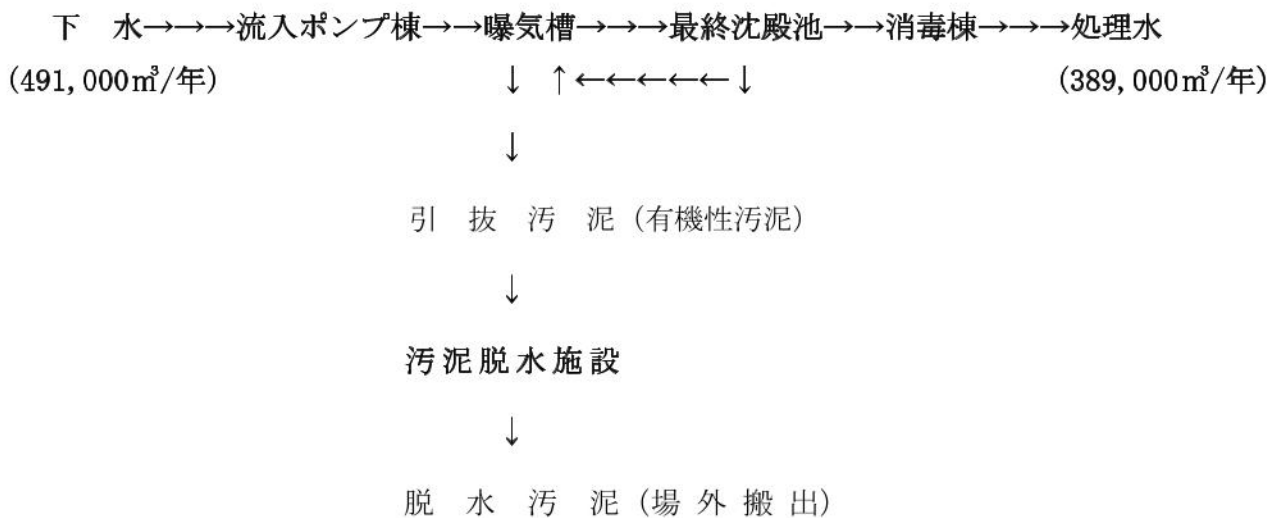 下　水→→→流入ポンプ棟→→曝気槽→→→最終沈殿池→→消毒棟→→→処理水
(491,000㎥/年)　↓　↑←←←←←↓　(389,000㎥/年)
↓
引　抜　汚　泥（有機性汚泥）
↓
汚泥脱水施設
↓
脱　水　汚　泥（場 外 搬 出）